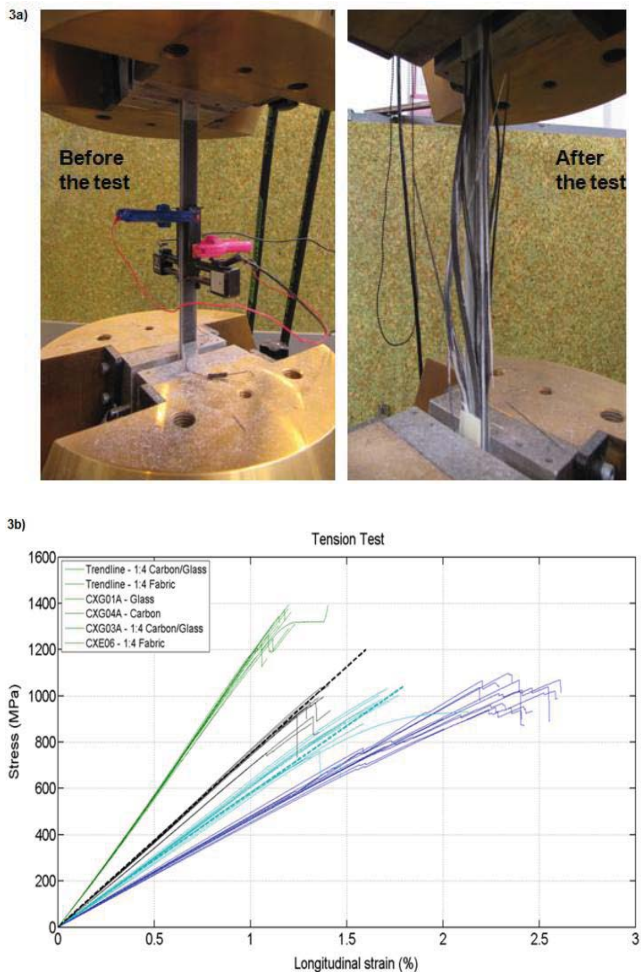 3a)
Before
the test
After
the test
3b)
Tension Test
Stress (MPa)
1600
1400
1200
1000
800
600
400
200
0
Trendline - 1:4 Carbon/Glass
Trendline - 1:4 Fabric
CXG01A - Glass
CXG04A - Carbon
CXG03A - 1:4 Carbon/Glass
CXE06 - 1:4 Fabric
0 0.5 1 1.5 2 2.5 3
Longitudinal strain (%)